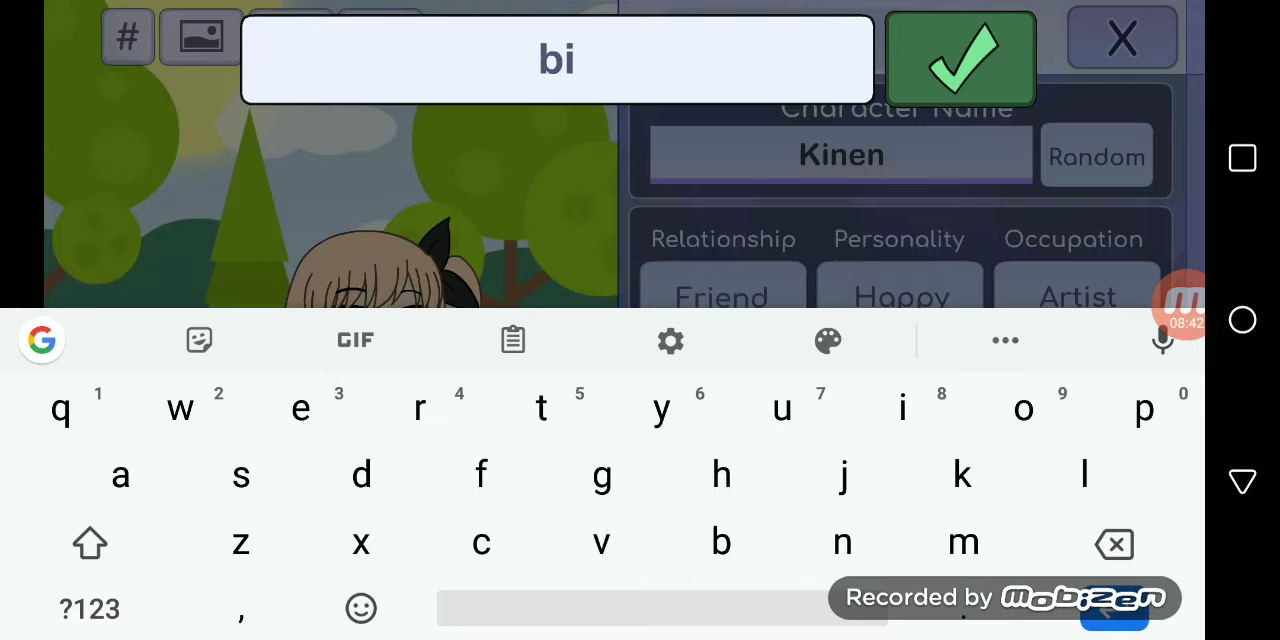 #
bi
X
Character Name
Kinen
Random
Relationship Personality Occupation
Friend Happy Artist
08:42
G GIF
q 1 w 2 e 3 r 4 t 5 y 6 u 7 i 8 o 9 p 0
a s d f g h j k l
z x c v b n m
?123 , .
Recorded by mobizen